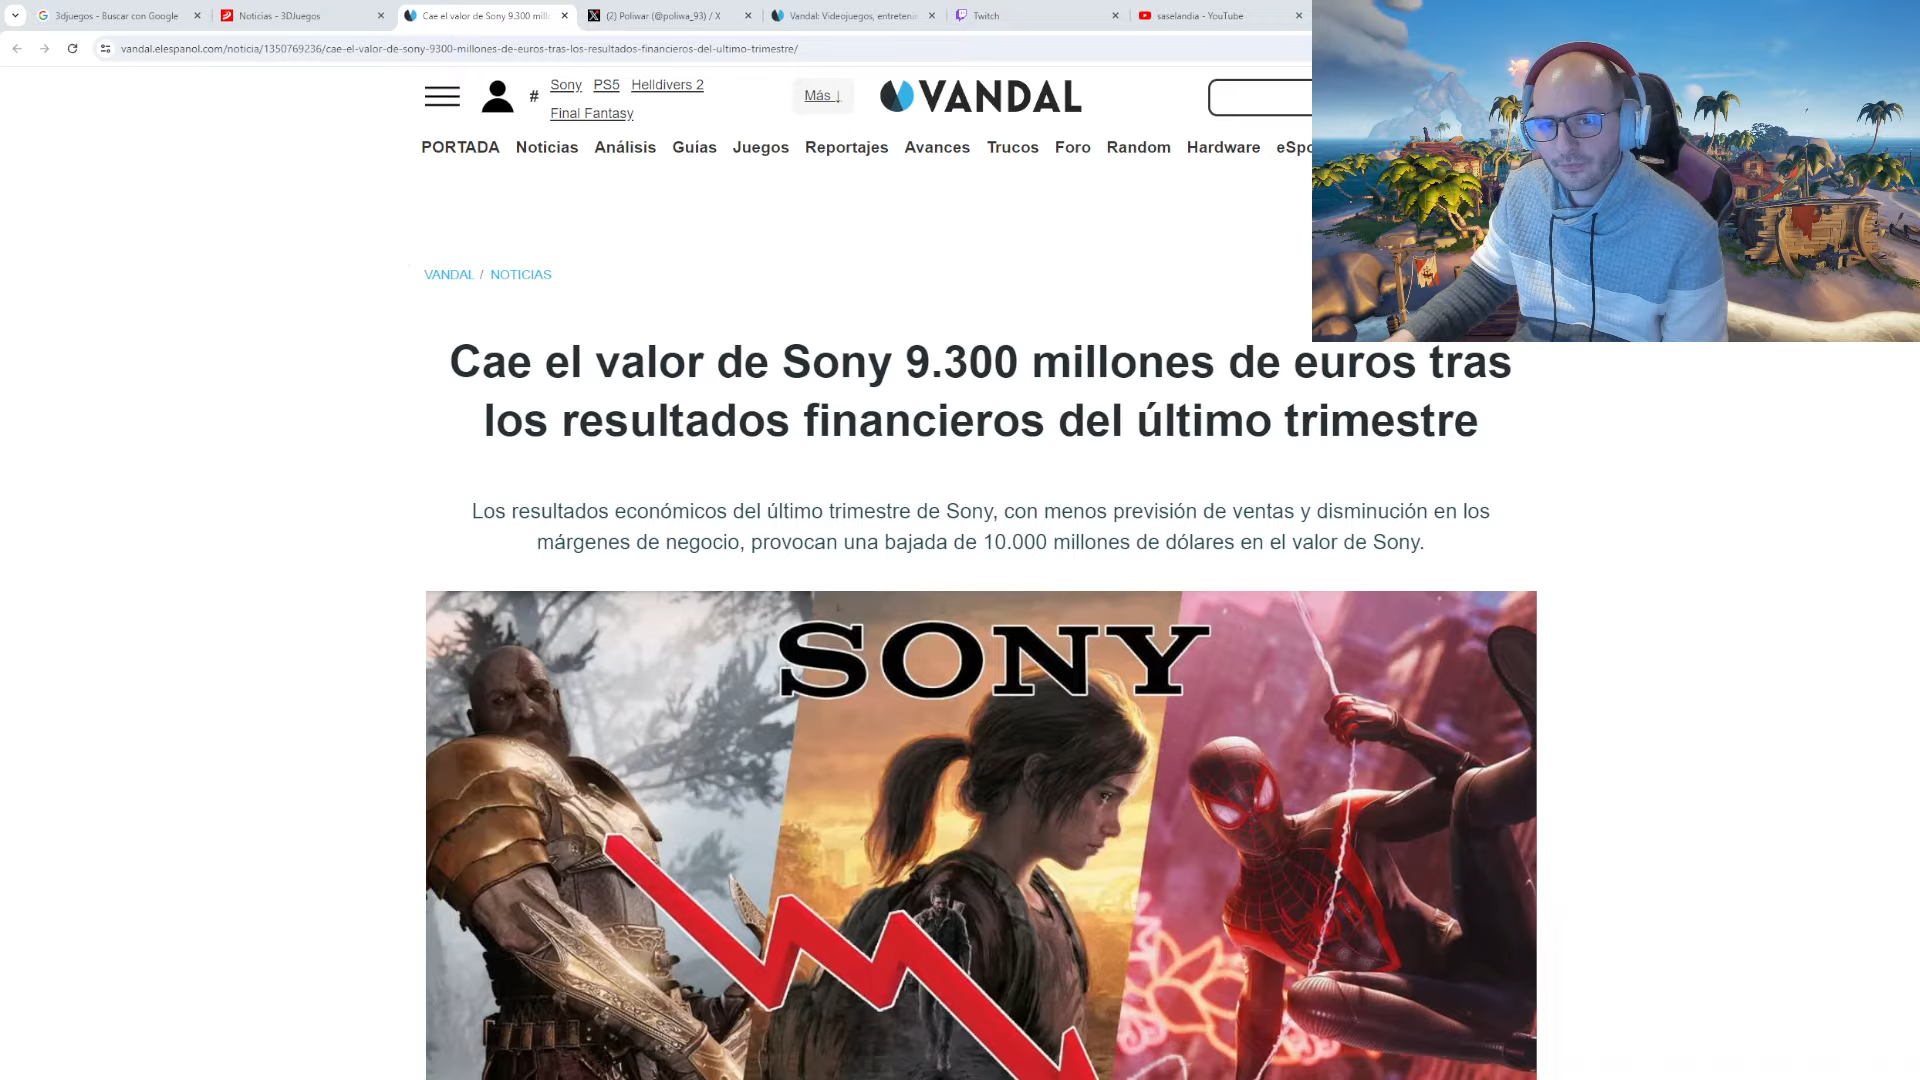 3djuegos - Buscar con Google
Noticias - 3DJuegos
Cae el valor de Sony 9.300 mill
(2) Poliwar (@poliwa_93) / X
Vandal: Videojuegos, entreteni
Twitch
saselandia - YouTube
vandal.elespanol.com/noticia/1350769236/cae-el-valor-de-sony-9300-millones-de-euros-tras-los-resultados-financieros-del-ultimo-trimestre/
# Sony PS5 Helldivers 2
Final Fantasy
Más ↓
VANDAL
PORTADA Noticias Análisis Guías Juegos Reportajes Avances Trucos Foro Random Hardware eSpo
VANDAL / NOTICIAS
Cae el valor de Sony 9.300 millones de euros tras
los resultados financieros del último trimestre
Los resultados económicos del último trimestre de Sony, con menos previsión de ventas y disminución en los
márgenes de negocio, provocan una bajada de 10.000 millones de dólares en el valor de Sony.
SONY